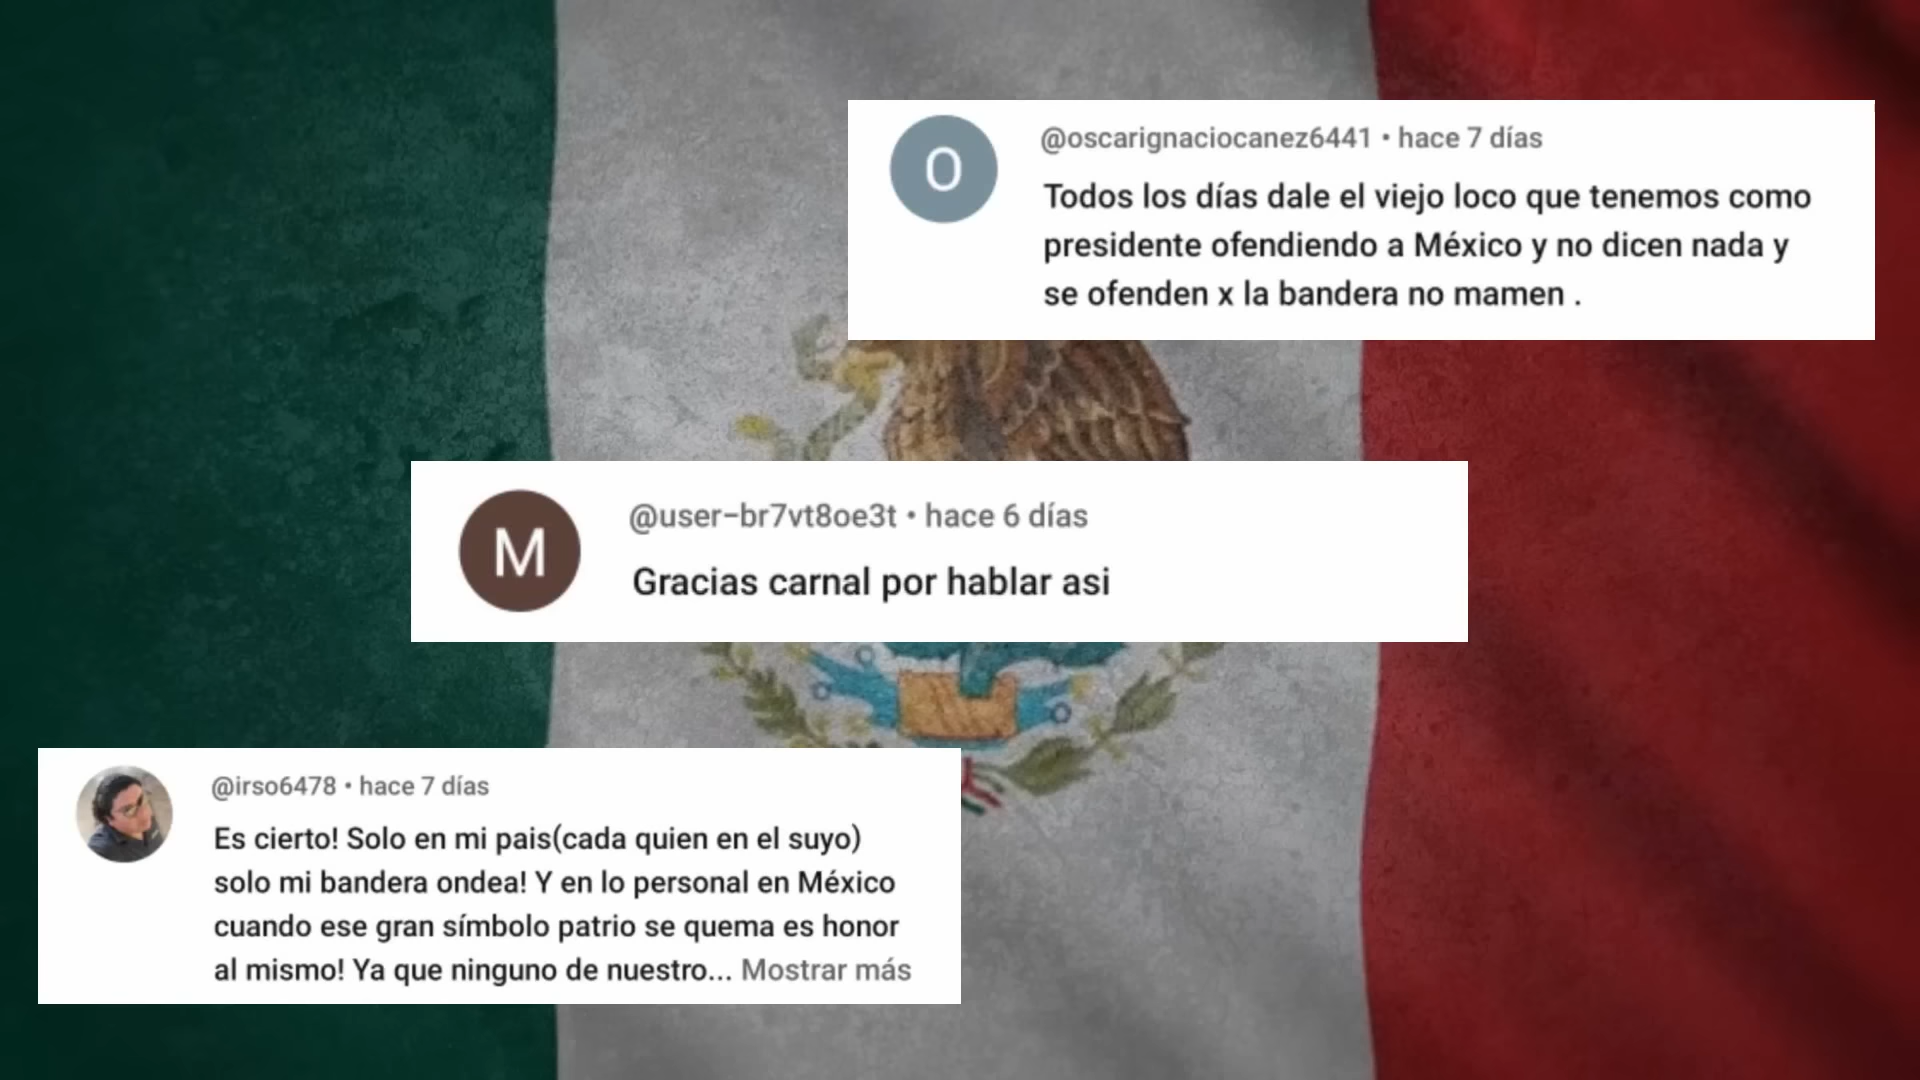 O
@oscarignaciocanez6441 • hace 7 días
Todos los días dale el viejo loco que tenemos como
presidente ofendiendo a México y no dicen nada y
se ofenden x la bandera no mamen .
M
@user-br7vt8oe3t • hace 6 días
Gracias carnal por hablar asi
@irso6478 • hace 7 días
Es cierto! Solo en mi pais(cada quien en el suyo)
solo mi bandera ondea! Y en lo personal en México
cuando ese gran símbolo patrio se quema es honor
al mismo! Ya que ninguno de nuestro... Mostrar más